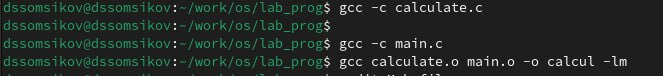 dssomsikov@dssomsikov:~/work/os/lab_prog$ gcc -c calculate.c
dssomsikov@dssomsikov:~/work/os/lab_prog$
dssomsikov@dssomsikov:~/work/os/lab_prog$ gcc -c main.c
dssomsikov@dssomsikov:~/work/os/lab_prog$ gcc calculate.o main.o -o calcul -lm